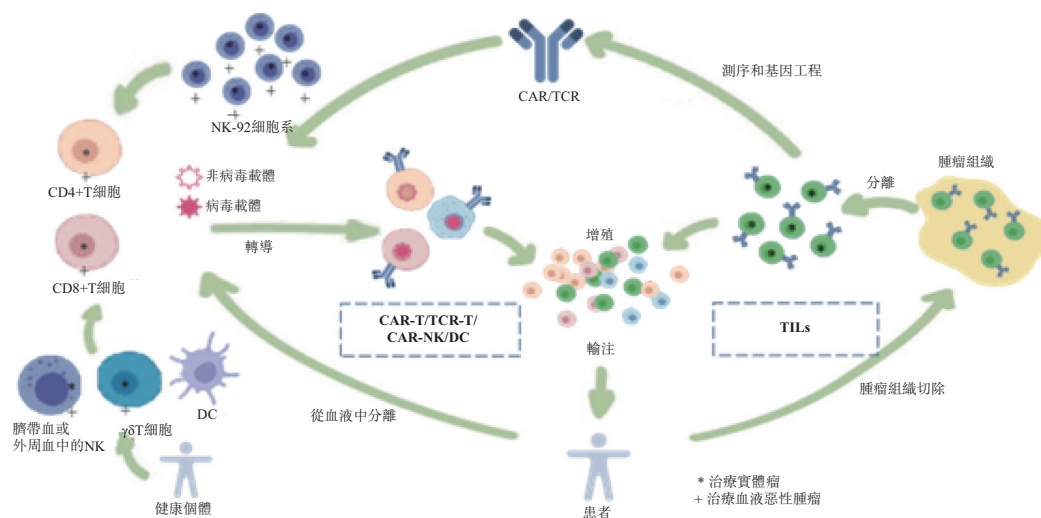 CAR/TCR
測序和基因工程
NK-92細胞系
腫瘤組織
分離
CD4+T細胞
非病毒載體
病毒載體
轉導
增殖
CD8+T細胞
CAR-T/TCR-T/
CAR-NK/DC
TILs
輸注
腫瘤組織切除
從血液中分離
DC
γδT細胞
臍帶血或
外周血中的NK
健康個體
患者
* 治療實體瘤
+ 治療血液惡性腫瘤